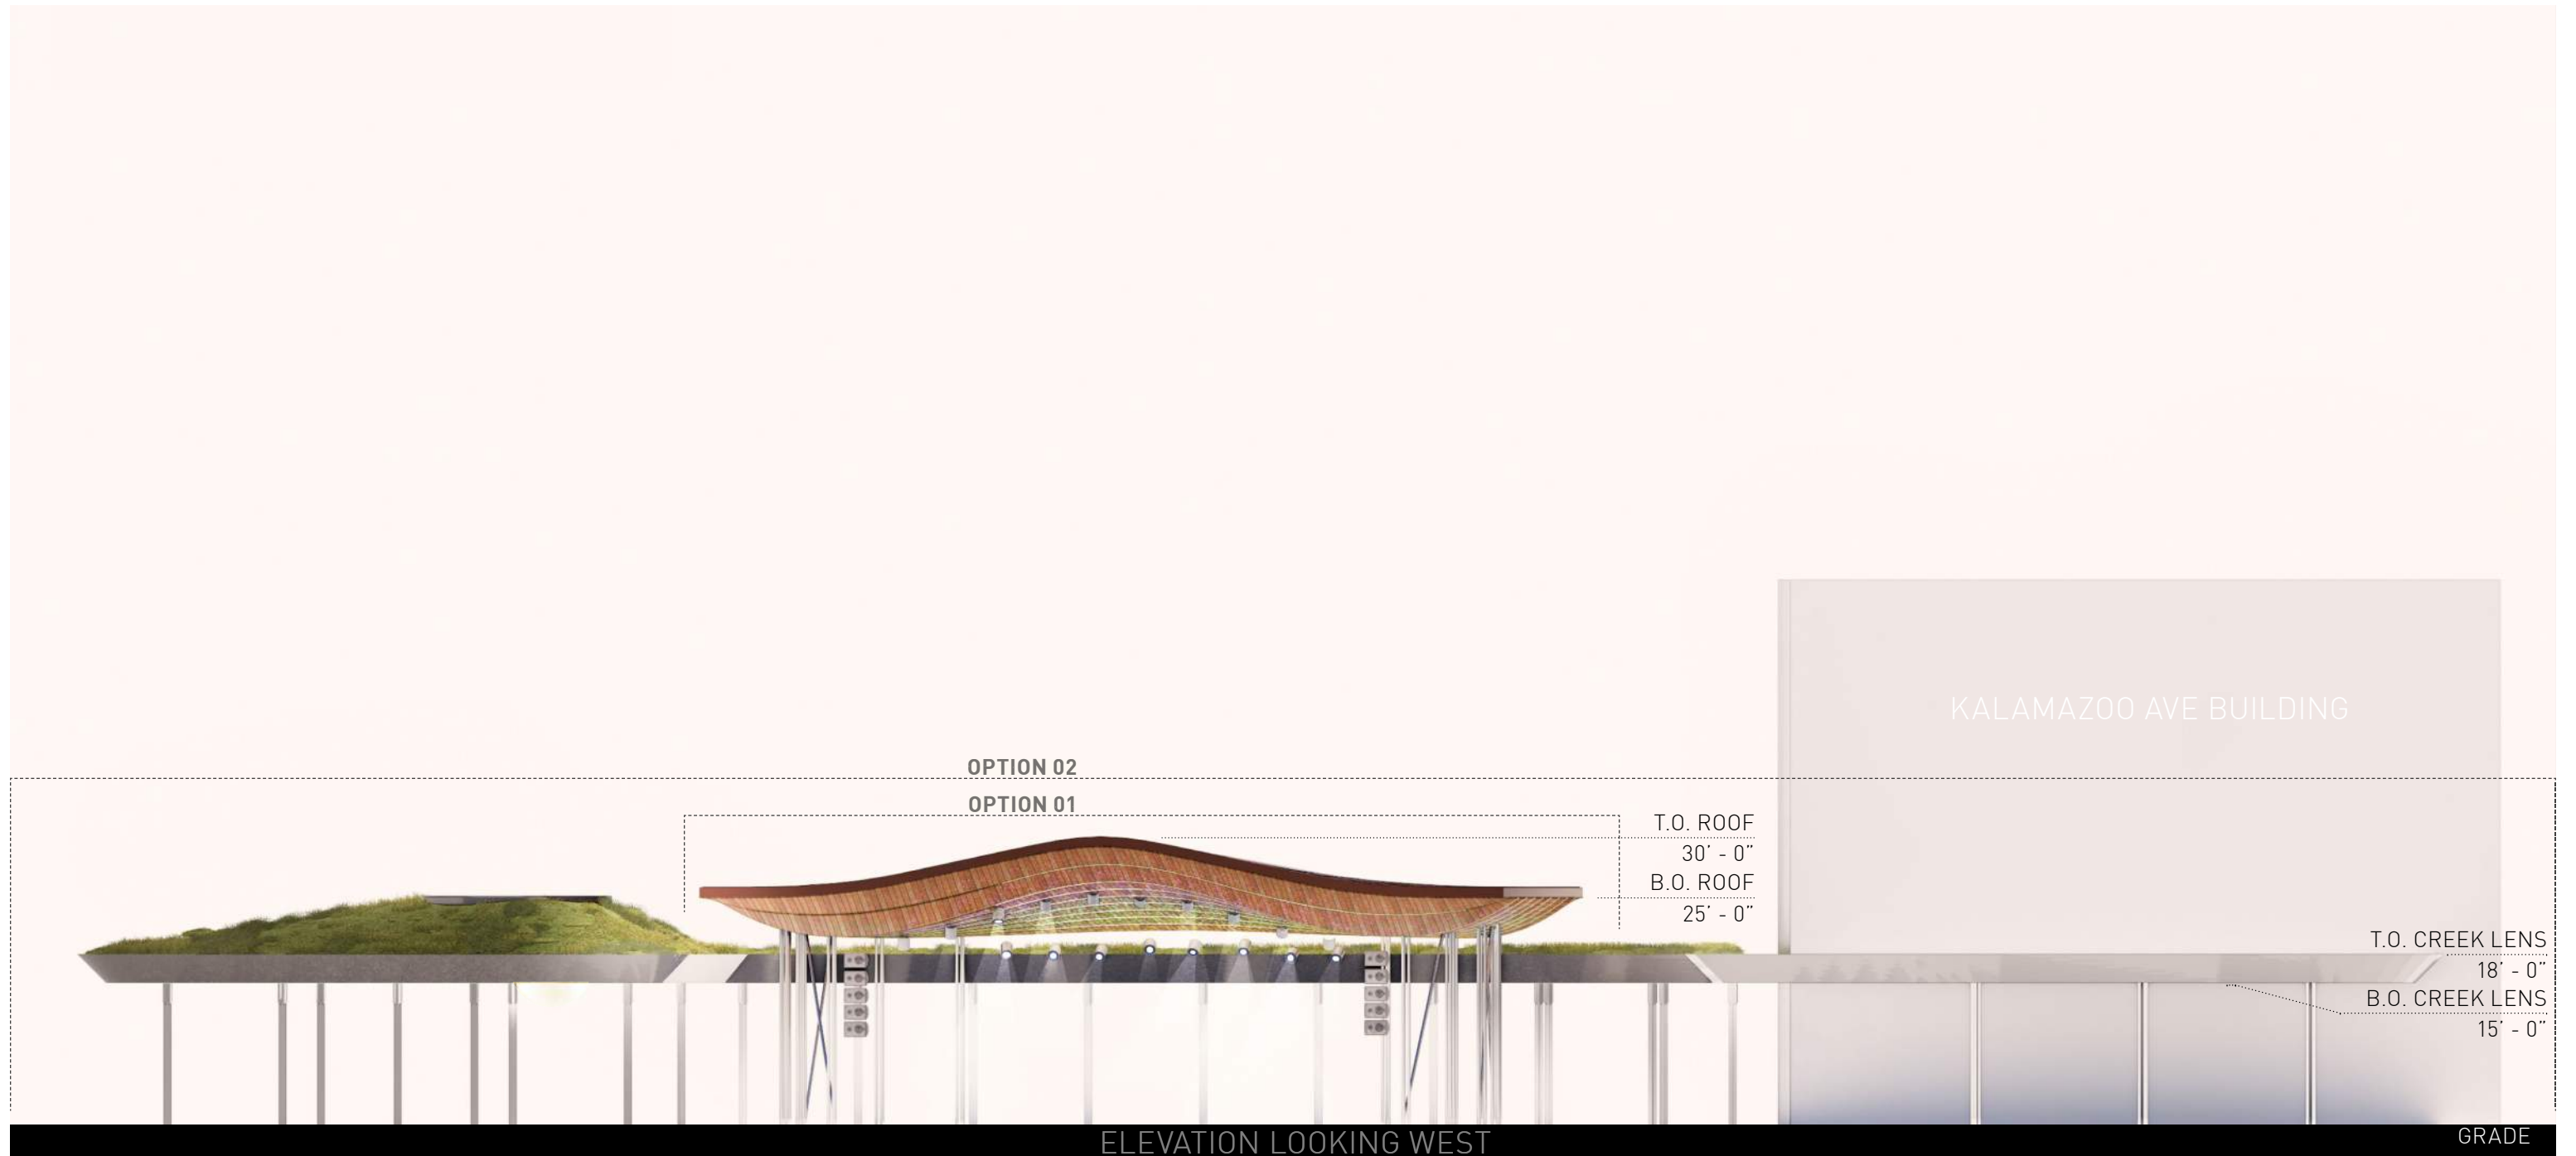 KALAMAZOO AVE BUILDING
OPTION 02
OPTION 01
T.O. ROOF
30' - 0"
B.O. ROOF
25' - 0"
T.O. CREEK LENS
18' - 0"
B.O. CREEK LENS
15' - 0"
GRADE
ELEVATION LOOKING WEST